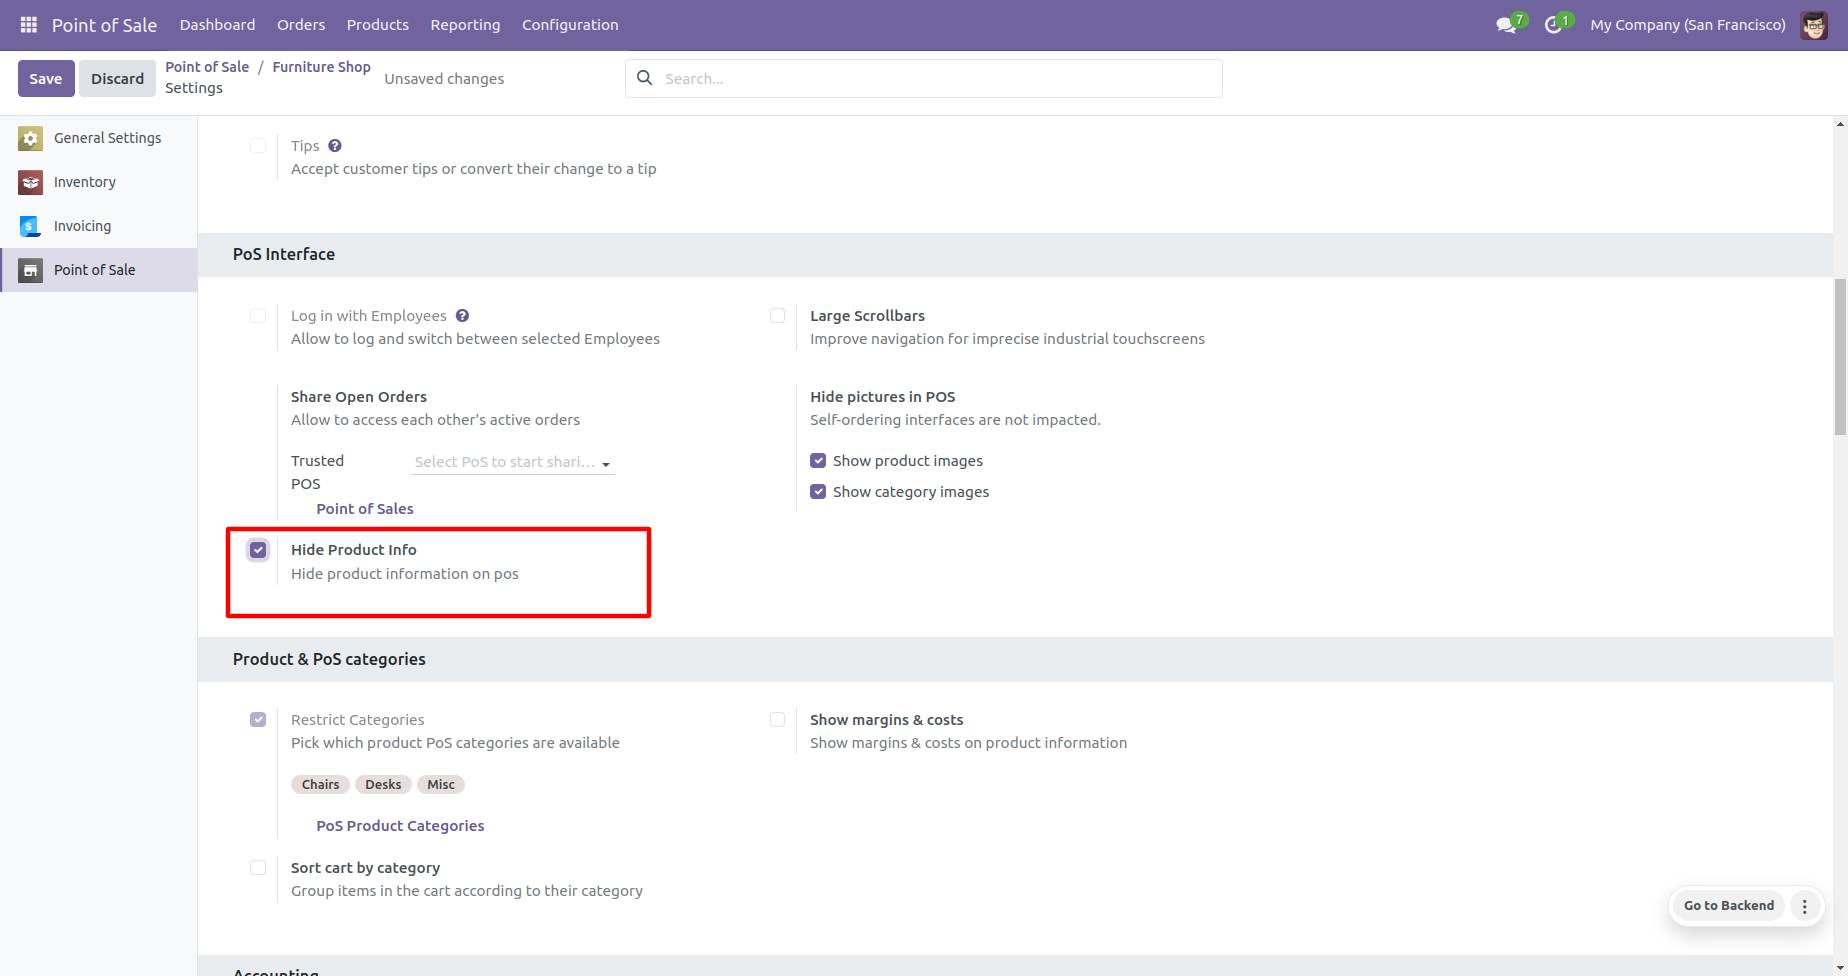 Point of Sale Dashboard Orders Products Reporting Configuration 7 1 My Company (San Francisco)
Save Discard Point of Sale / Furniture Shop Unsaved changes Search...
Settings
General Settings
Inventory
Invoicing
Point of Sale
Tips ?
Accept customer tips or convert their change to a tip
PoS Interface
Log in with Employees ?
Allow to log and switch between selected Employees
Large Scrollbars
Improve navigation for imprecise industrial touchscreens
Share Open Orders
Allow to access each other's active orders
Trusted Select PoS to start shari...
POS
Point of Sales
Hide pictures in POS
Self-ordering interfaces are not impacted.
Show product images
Show category images
Hide Product Info
Hide product information on pos
Product & PoS categories
Restrict Categories
Pick which product PoS categories are available
Chairs Desks Misc
PoS Product Categories
Show margins & costs
Show margins & costs on product information
Sort cart by category
Group items in the cart according to their category
Go to Backend
Accounting